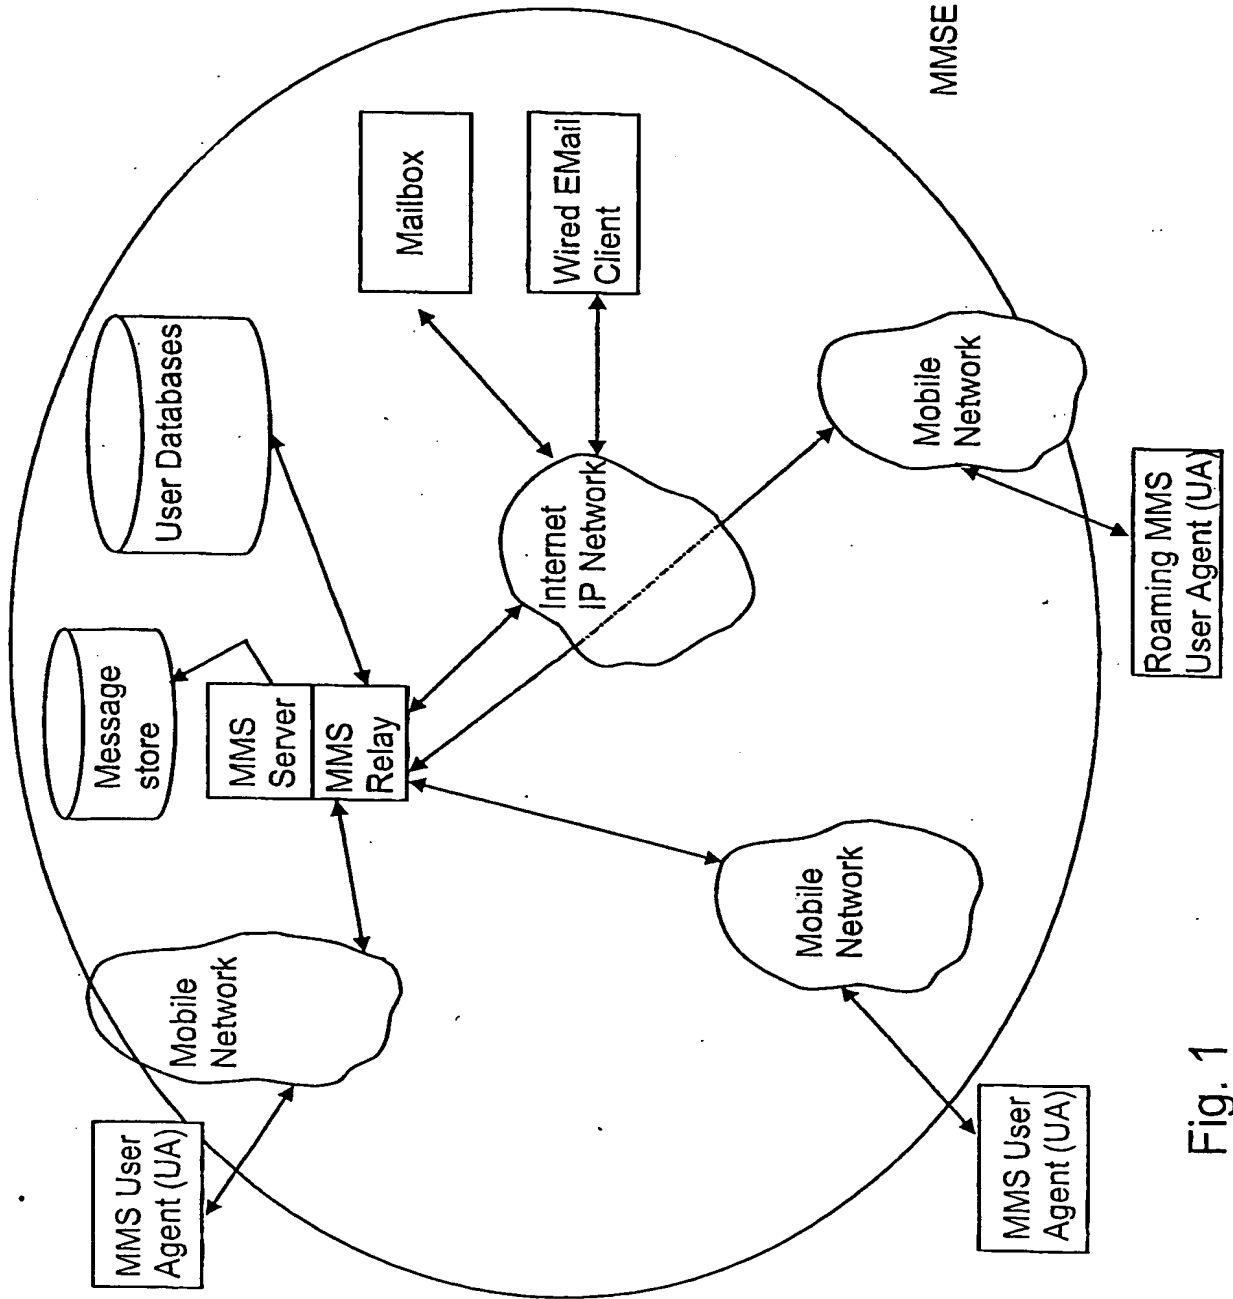 MMS User
Agent (UA)
Mobile
Network
Message
store
User Databases
MMS
Server
MMS
Relay
Mailbox
Internet
IP Network
Wired EMail
Client
Mobile
Network
Mobile
Network
MMSE
MMS User
Agent (UA)
Roaming MMS
User Agent (UA)
Fig. 1